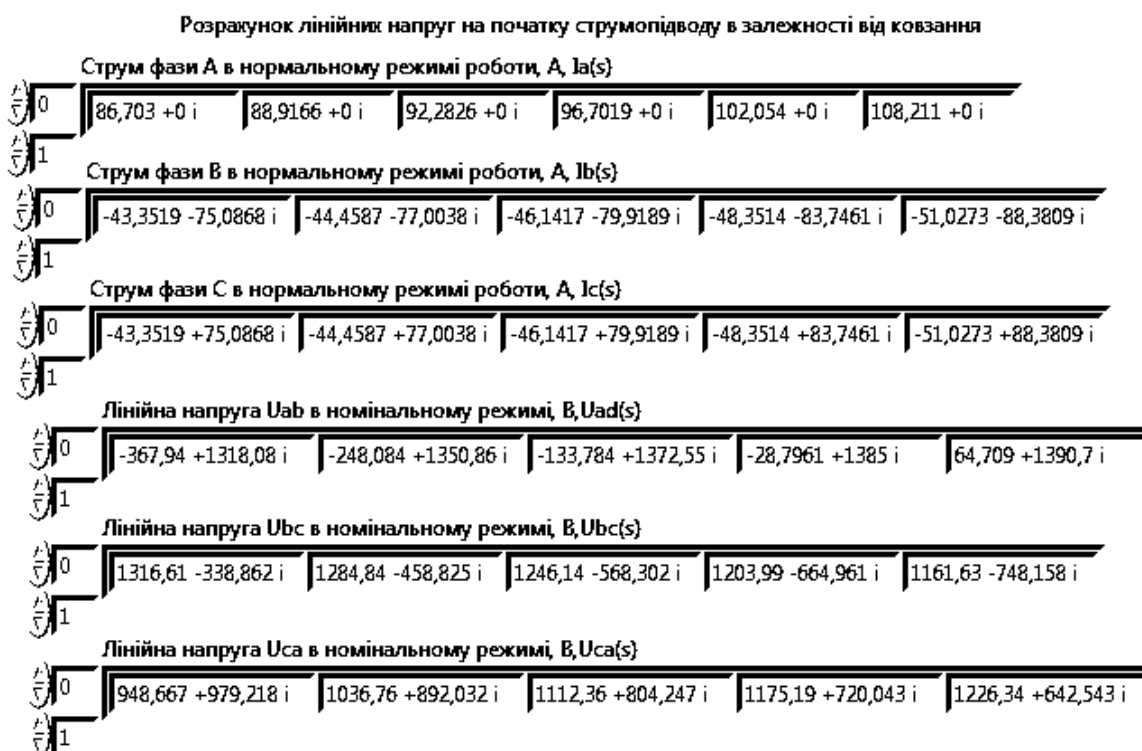 Розрахунок лінійних напруг на початку струмопідводу в залежності від ковзання
Струм фази А в нормальному режимі роботи, А, Ia(s)
0 86,703 +0 i 88,9166 +0 i 92,2826 +0 i 96,7019 +0 i 102,054 +0 i 108,211 +0 i
1
Струм фази В в нормальному режимі роботи, А, Ib(s)
0 -43,3519 -75,0868 i -44,4587 -77,0038 i -46,1417 -79,9189 i -48,3514 -83,7461 i -51,0273 -88,3809 i
1
Струм фази С в нормальному режимі роботи, А, Ic(s)
0 -43,3519 +75,0868 i -44,4587 +77,0038 i -46,1417 +79,9189 i -48,3514 +83,7461 i -51,0273 +88,3809 i
1
Лінійна напруга Uab в номінальному режимі, В,Uad(s)
0 -367,94 +1318,08 i -248,084 +1350,86 i -133,784 +1372,55 i -28,7961 +1385 i 64,709 +1390,7 i
1
Лінійна напруга Ubc в номінальному режимі, В,Ubc(s)
0 1316,61 -338,862 i 1284,84 -458,825 i 1246,14 -568,302 i 1203,99 -664,961 i 1161,63 -748,158 i
1
Лінійна напруга Uca в номінальному режимі, В,Uca(s)
0 948,667 +979,218 i 1036,76 +892,032 i 1112,36 +804,247 i 1175,19 +720,043 i 1226,34 +642,543 i
1